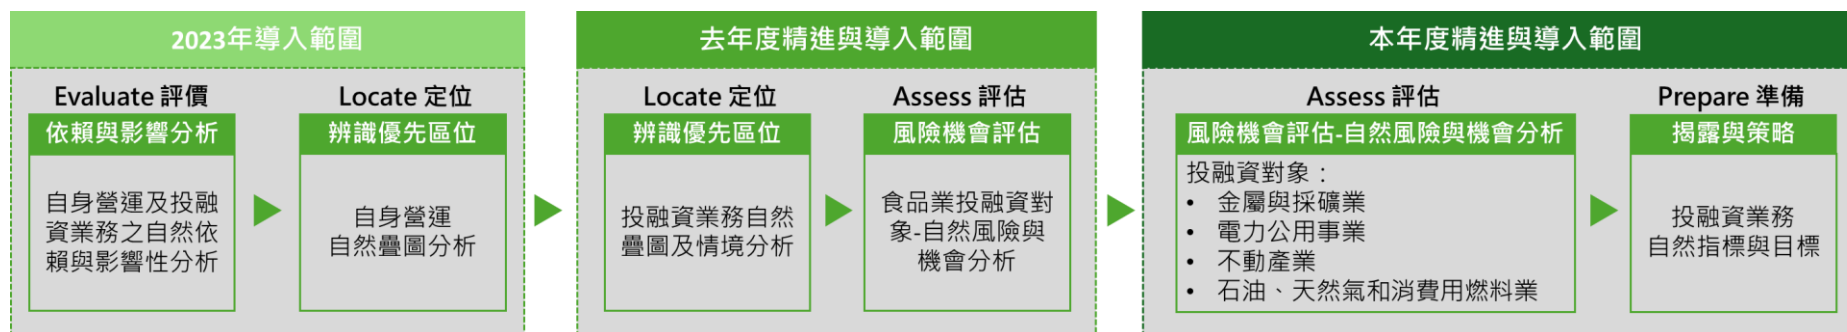 2023年導入範圍
Evaluate 評價
依賴與影響分析
自身營運及投融
資業務之自然依
賴與影響性分析
Locate 定位
辨識優先區位
自身營運
自然疊圖分析
去年度精進與導入範圍
Locate 定位
辨識優先區位
投融資業務自然
疊圖及情境分析
Assess 評估
風險機會評估
食品業投融資對
象-自然風險與
機會分析
本年度精進與導入範圍
Assess 評估
風險機會評估-自然風險與機會分析
投融資對象：
• 金屬與採礦業
• 電力公用事業
• 不動產業
• 石油、天然氣和消費用燃料業
Prepare 準備
揭露與策略
投融資業務
自然指標與目標